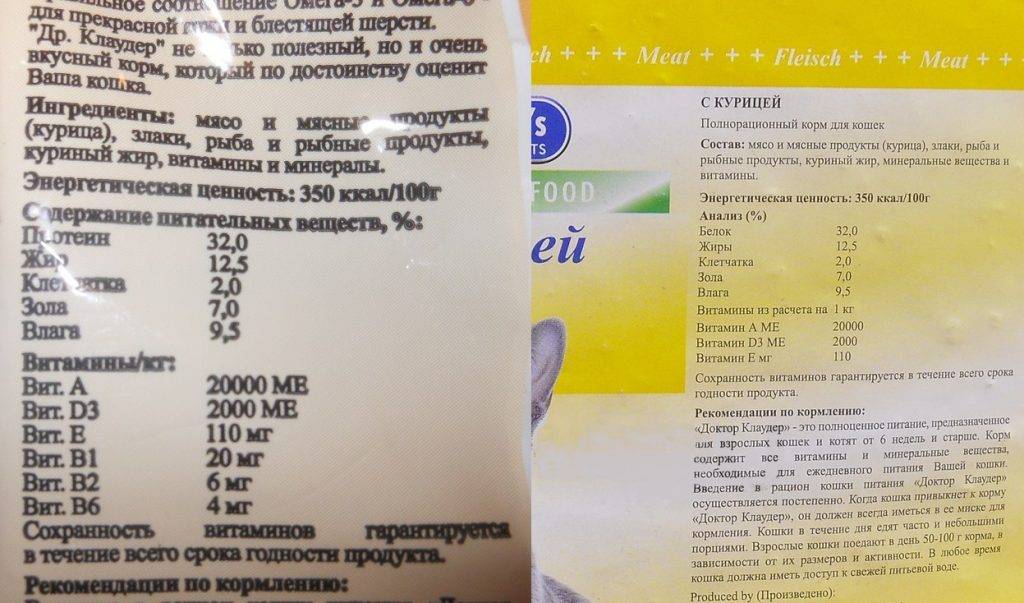 соотношение Омега-3 и Омега-6
для прекрасной и блестящей шерсти.
"Др. Клаудер" не только полезный, но и очень
вкусный корм, который по достоинству оценит
Ваша кошка.
Ингредиенты: мясо и мясные продукты
(курица), злаки, рыба и рыбные продукты,
куриный жир, витамины и минералы.
Энергетическая ценность: 350 ккал/100г
Содержание питательных веществ, %:
Протеин 32,0
Жир 12,5
Клетчатка 2,0
Зола 7,0
Влага 9,5
Витамины/кг:
Вит. А 20000 МЕ
Вит. D3 2000 МЕ
Вит. Е 110 мг
Вит. В1 20 мг
Вит. В2 6 мг
Вит. В6 4 мг
Сохранность витаминов гарантируется
в течение всего срока годности продукта.
Рекомендации по кормлению:
ch + + + Meat + + + Fleisch + + + Meat + + +
S
TS
FOOD
ей
С КУРИЦЕЙ
Полнорационный корм для кошек
Состав: мясо и мясные продукты (курица), злаки, рыба и
рыбные продукты, куриный жир, минеральные вещества и
витамины.
Энергетическая ценность: 350 ккал/100г
Анализ (%)
Белок 32,0
Жиры 12,5
Клетчатка 2,0
Зола 7,0
Влага 9,5
Витамины из расчета на 1 кг
Витамин А МЕ 20000
Витамин D3 МЕ 2000
Витамин Е мг 110
Сохранность витаминов гарантируется в течение всего срока
годности продукта.
Рекомендации по кормлению:
«Доктор Клаудер» - это полноценное питание, предназначенное
для взрослых кошек и котят от 6 недель и старше. Корм
содержит все витамины и минеральные вещества,
необходимые для ежедневного питания Вашей кошки.
Введение в рацион кошки питания «Доктор Клаудер»
осуществляется постепенно. Когда кошка привыкнет к корму
«Доктор Клаудер», он должен всегда иметься в ее миске для
кормления. Кошки в течение дня едят часто и небольшими
порциями. Взрослые кошки поедают в день 50-100 г корма, в
зависимости от их размеров и активности. В любое время
кошка должна иметь доступ к свежей питьевой воде.
Produced by (Произведено):